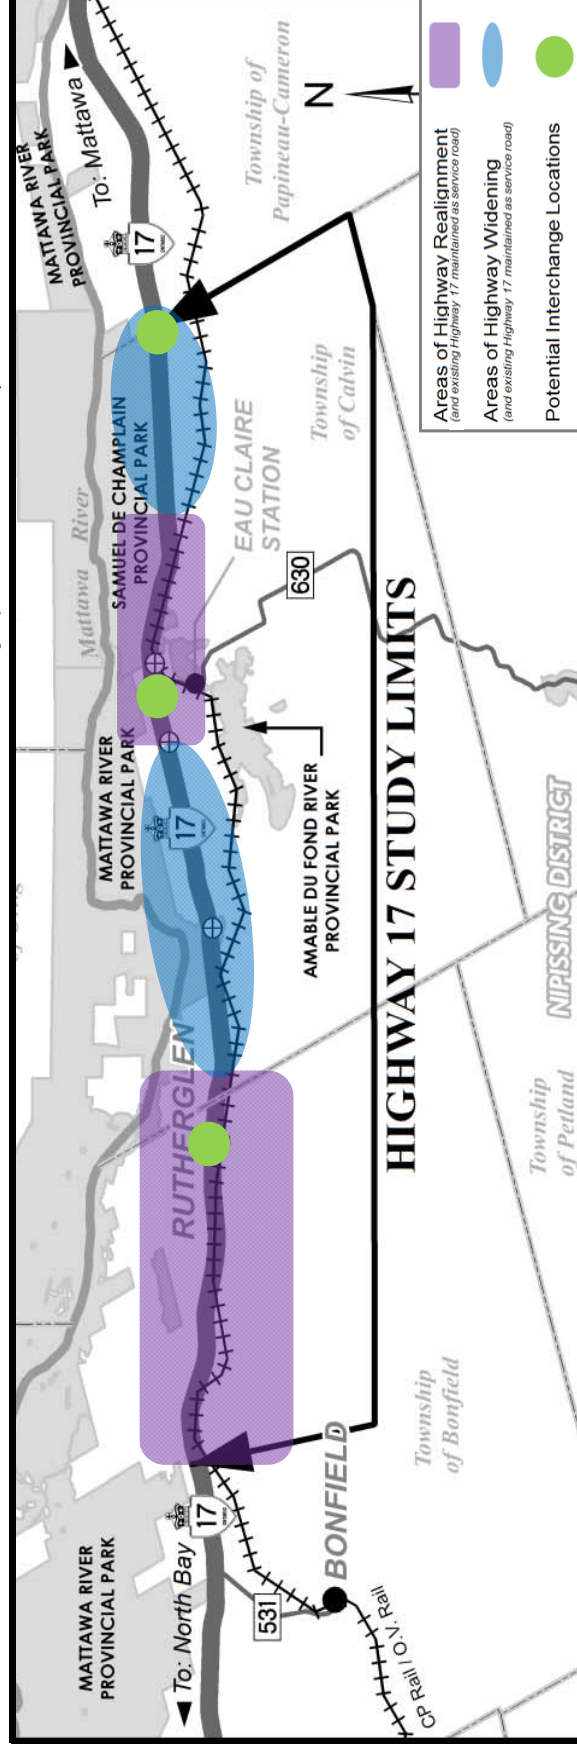 MATTAWA RIVER
PROVINCIAL PARK
To: North Bay
17
ONTARIO
531
BONFIELD
CP Rail / O.V. Rail
Township
of Bonfield
RUTHERGLEN
MATTAWA RIVER
PROVINCIAL PARK
17
ONTARIO
AMABLE DU FOND RIVER
PROVINCIAL PARK
HIGHWAY 17 STUDY LIMITS
Township
of Petland
NIPISSING DISTRICT
Mattawa River
SAMUEL DE CHAMPLAIN
PROVINCIAL PARK
EAU CLAIRE
STATION
630
Township
of Calvin
MATTAWA RIVER
PROVINCIAL PARK
To: Mattawa
17
ONTARIO
Township of
Papineau-Cameron
N
Areas of Highway Realignment
(and existing Highway 17 maintained as service road)
Areas of Highway Widening
(and existing Highway 17 maintained as service road)
Potential Interchange Locations